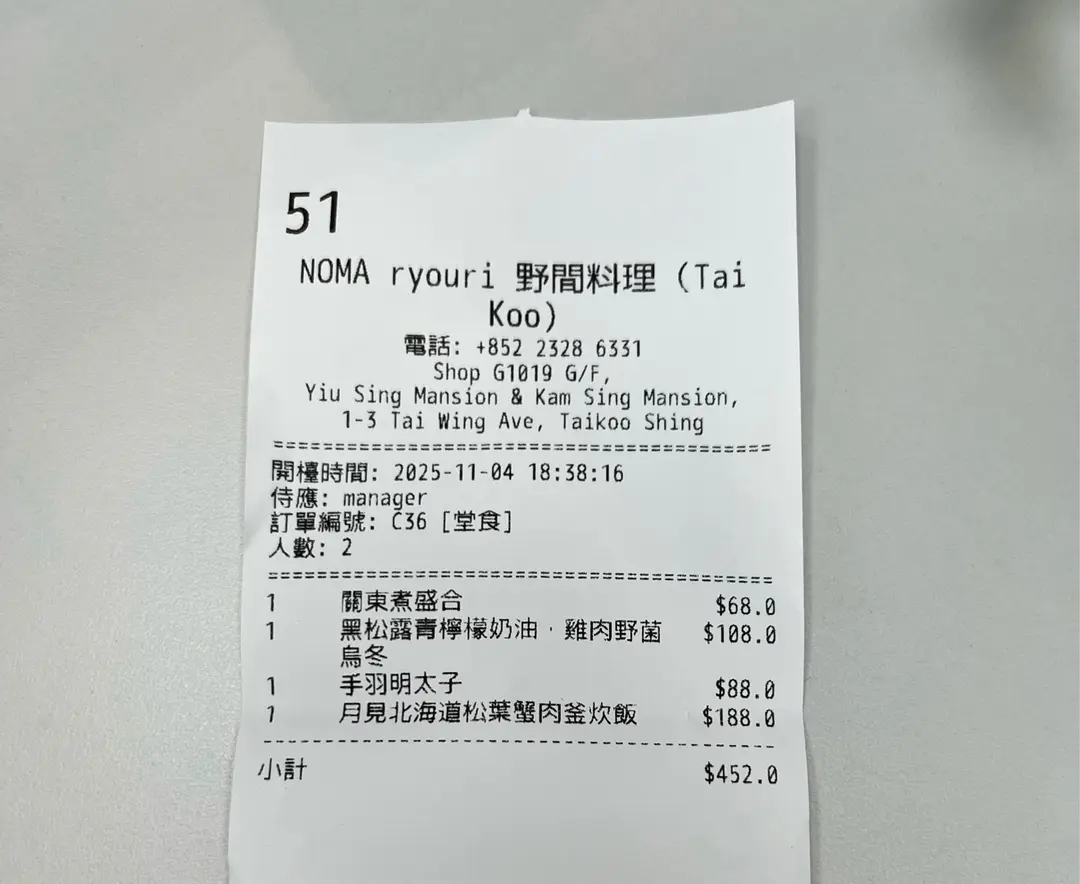 51
NOMA ryouri 野間料理 (Tai
Koo)
電話: +852 2328 6331
Shop G1019 G/F,
Yiu Sing Mansion & Kam Sing Mansion,
1-3 Tai Wing Ave, Taikoo Shing
==========================================
開檯時間: 2025-11-04 18:38:16
侍應: manager
訂單編號: C36 [堂食]
人數: 2
==========================================
1 關東煮盛合 $68.0
1 黑松露青檸檬奶油，雞肉野菌 $108.0
烏冬
1 手羽明太子 $88.0
1 月見北海道松葉蟹肉釜炊飯 $188.0
------------------------------------------
小計 $452.0